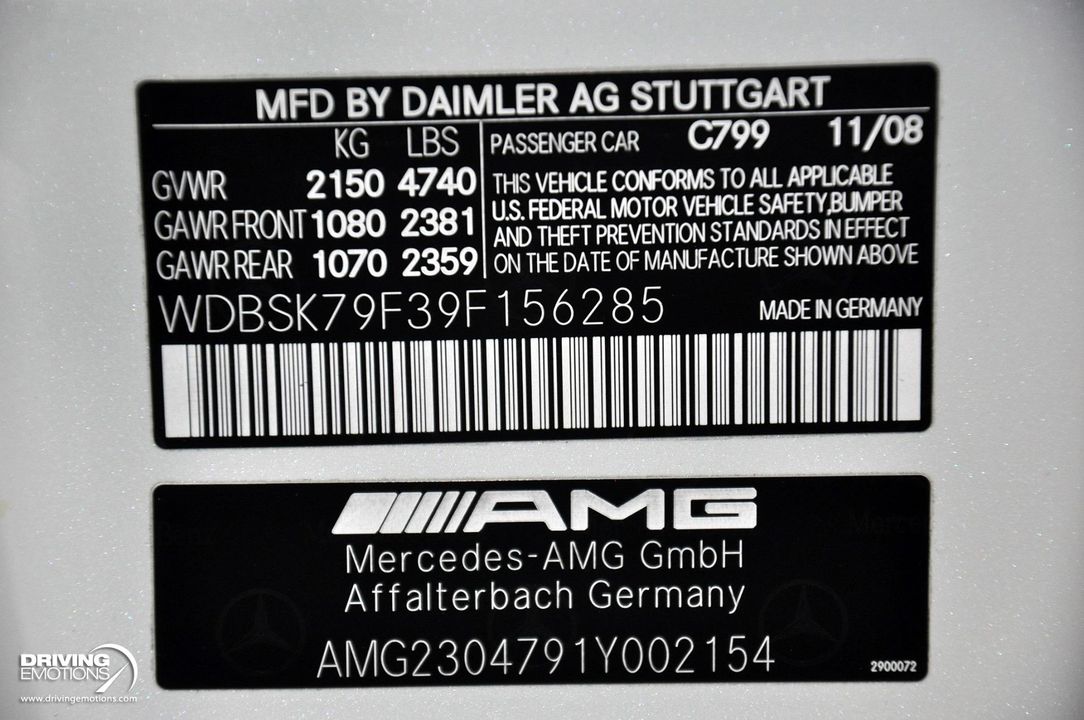 MFD BY DAIMLER AG STUTTGART
KG LBS
GVWR 2150 4740
GAWR FRONT 1080 2381
GAWR REAR 1070 2359
PASSENGER CAR C799 11/08
THIS VEHICLE CONFORMS TO ALL APPLICABLE
U.S. FEDERAL MOTOR VEHICLE SAFETY,BUMPER
AND THEFT PREVENTION STANDARDS IN EFFECT
ON THE DATE OF MANUFACTURE SHOWN ABOVE
WDBSK79F39F156285 MADE IN GERMANY
AMG
Mercedes-AMG GmbH
Affalterbach Germany
AMG2304791Y002154 2900072
DRIVING
EMOTIONS
www.drivingemotions.com